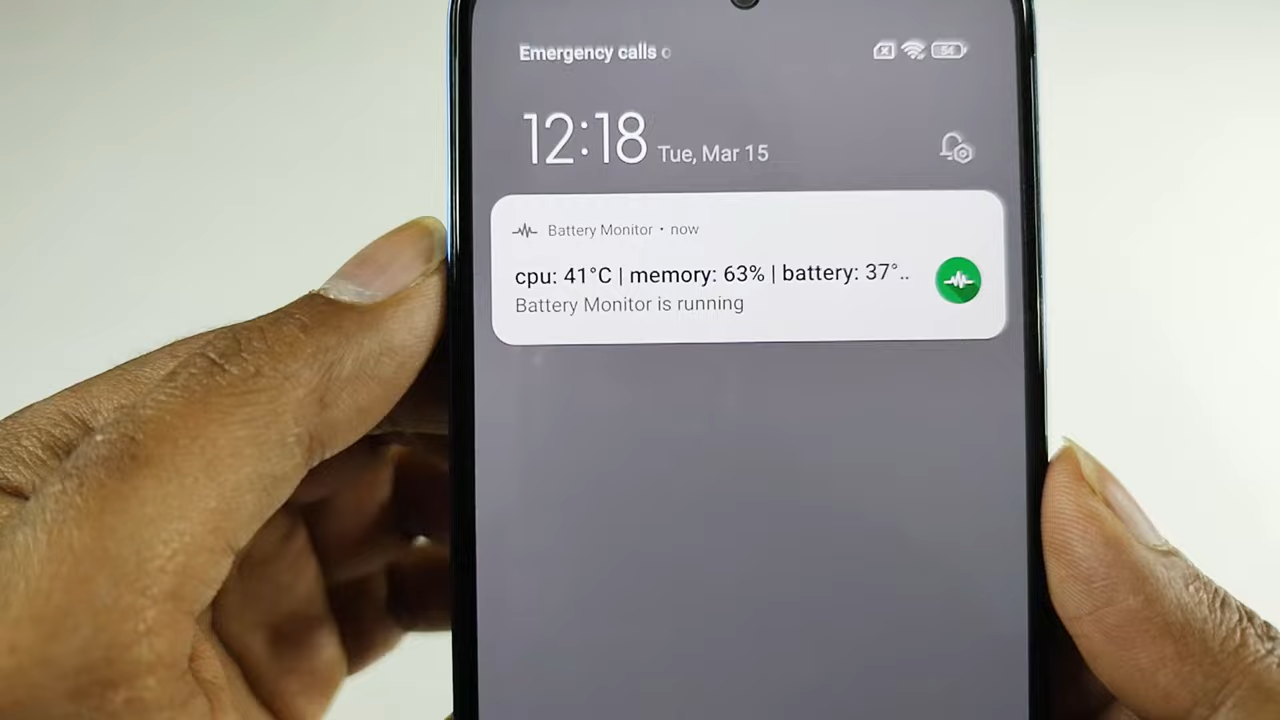 Emergency calls o
54
12:18 Tue, Mar 15
Battery Monitor • now
cpu: 41°C | memory: 63% | battery: 37°..
Battery Monitor is running